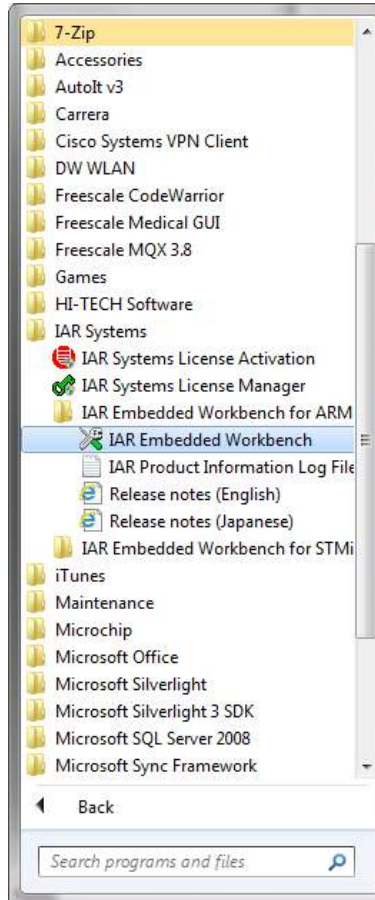 7-Zip
Accessories
AutoIt v3
Carrera
Cisco Systems VPN Client
DW WLAN
Freescale CodeWarrior
Freescale Medical GUI
Freescale MQX 3.8
Games
HI-TECH Software
IAR Systems
IAR Systems License Activation
IAR Systems License Manager
IAR Embedded Workbench for ARM
IAR Embedded Workbench
IAR Product Information Log File
Release notes (English)
Release notes (Japanese)
IAR Embedded Workbench for STMi
iTunes
Maintenance
Microchip
Microsoft Office
Microsoft Silverlight
Microsoft Silverlight 3 SDK
Microsoft SQL Server 2008
Microsoft Sync Framework
Back
Search programs and files